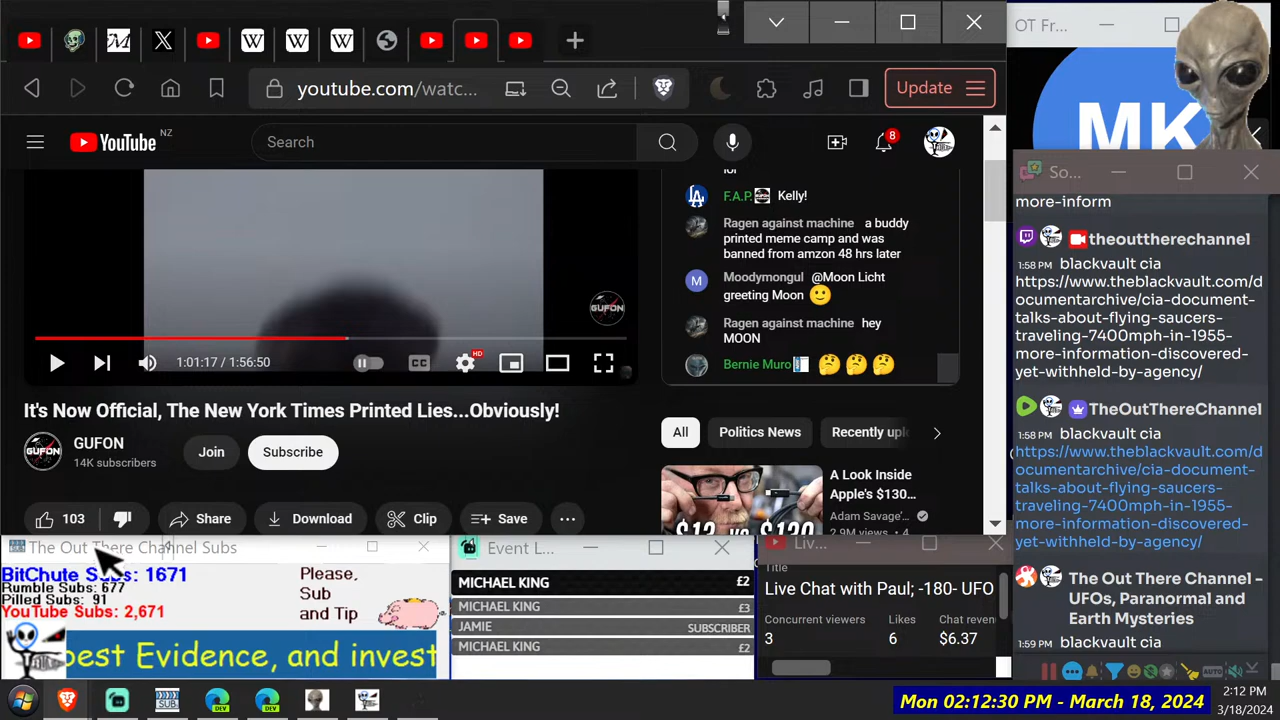 OT Fr...
youtube.com/watc...
Update
MK
YouTube NZ
Search
8
So...
more-inform
F.A.P. Kelly!
Ragen against machine a buddy
printed meme camp and was
banned from amzon 48 hrs later
Moodymongul @Moon Licht
greeting Moon
Ragen against machine hey
MOON
Bernie Muro
GUFON
1:01:17 / 1:56:50
CC
HD
theouttherechannel
1:58 PM blackvault cia
https://www.theblackvault.com/d
ocumentarchive/cia-document-
talks-about-flying-saucers-
traveling-7400mph-in-1955-
more-information-discovered-
yet-withheld-by-agency/
It's Now Official, The New York Times Printed Lies...Obviously!
GUFON
14K subscribers
Join
Subscribe
All
Politics News
Recently uplo
TheOutThereChannel
1:58 PM blackvault cia
https://www.theblackvault.com/d
ocumentarchive/cia-document-
talks-about-flying-saucers-
traveling-7400mph-in-1955-
more-information-discovered-
yet-withheld-by-agency/
A Look Inside
Apple's $130...
Adam Savage'...
103
Share
Download
Clip
Save
The Out There Channel Subs
BitChute Subs: 1671
Rumble Subs: 677
Pilled Subs: 91
YouTube Subs: 2,671
Please,
Sub
and Tip
best Evidence, and invest
Event L...
MICHAEL KING £2
MICHAEL KING £3
JAMIE SUBSCRIBER
MICHAEL KING £2
Liv...
Title
Live Chat with Paul; -180- UFO
Concurrent viewers Likes Chat reven
3 6 $6.37
The Out There Channel -
UFOs, Paranormal and
Earth Mysteries
1:59 PM blackvault cia
AUTO
SUB
DEV
DEV
Mon 02:12:30 PM - March 18, 2024
2:12 PM
3/18/2024